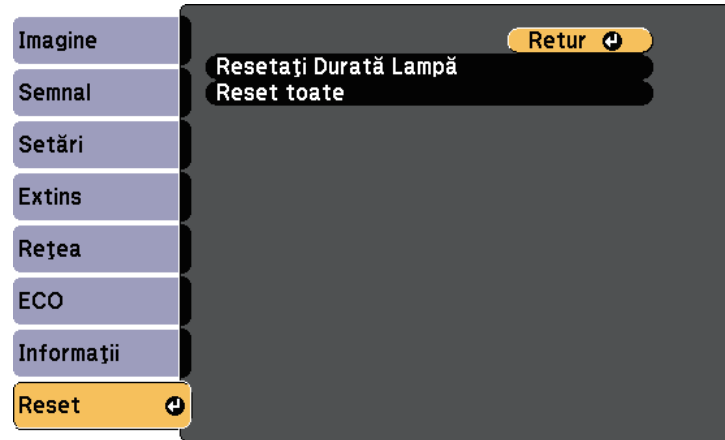 Imagine
Semnal
Setări
Extins
Reţea
ECO
Informaţii
Reset
Retur
Resetaţi Durată Lampă
Reset toate